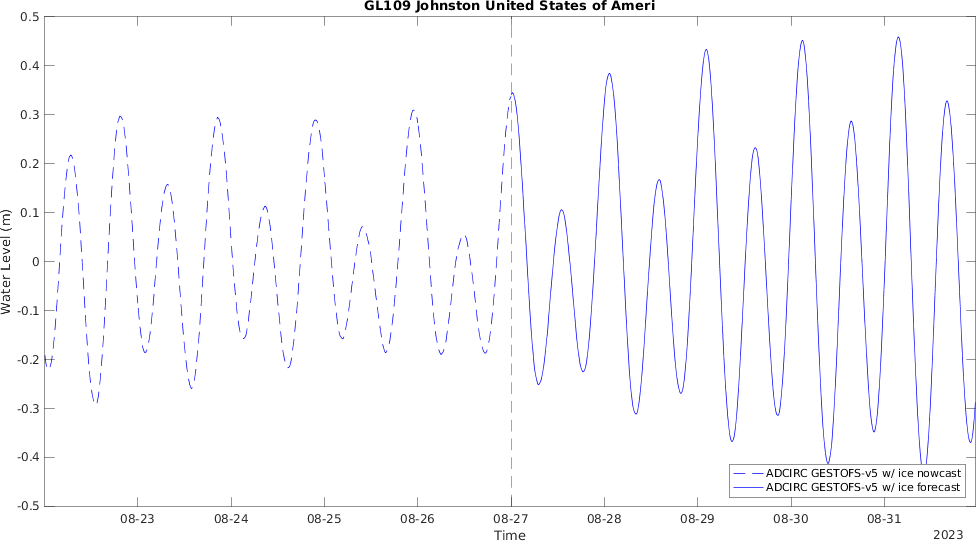 GL109 Johnston United States of Ameri
0.5
0.4
0.3
0.2
0.1
0
-0.1
-0.2
-0.3
-0.4
-0.5
Water Level (m)
ADCIRC GESTOFS-v5 w/ ice nowcast
ADCIRC GESTOFS-v5 w/ ice forecast
08-23 08-24 08-25 08-26 08-27 08-28 08-29 08-30 08-31
Time
2023